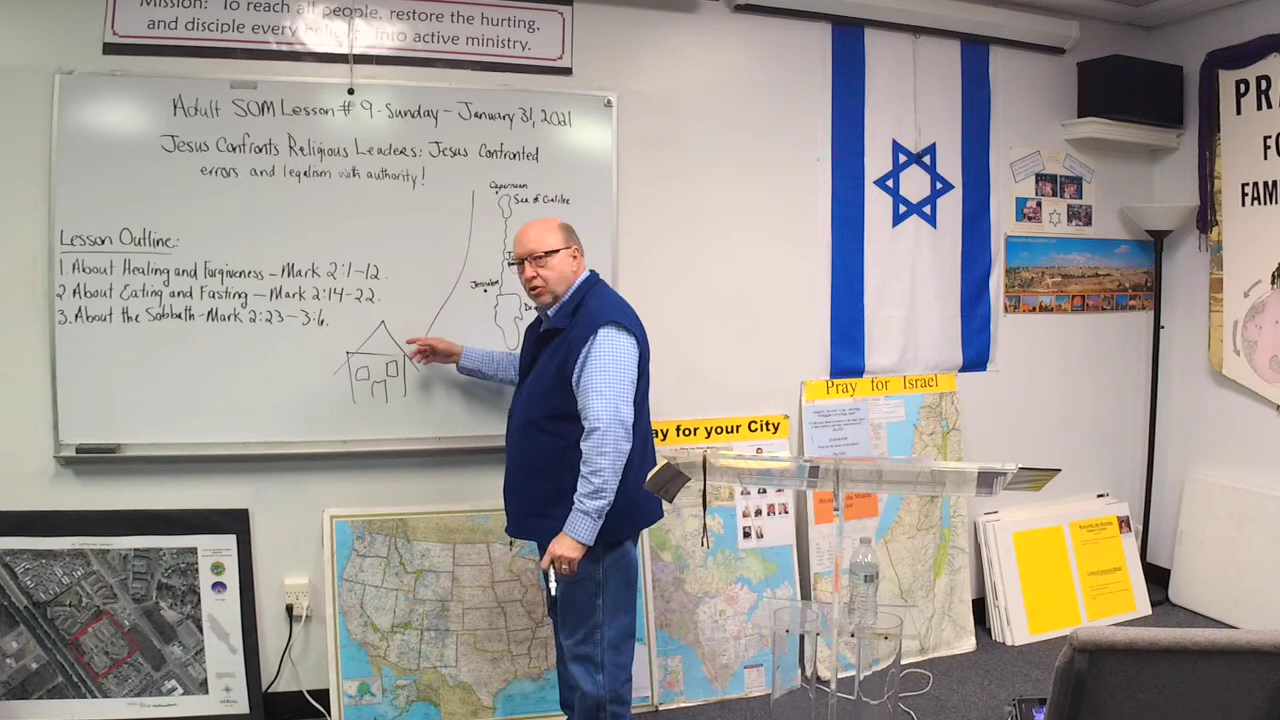 Mission: To reach all people, restore the hurting,
and disciple every into active ministry.
Adult SOM Lesson # 9 - Sunday - January 31, 2021
Jesus Confronts Religious Leaders: Jesus Confronted
errors and legalism with authority!
Capernaum
Sea of Galilee
Jerusalem
Lesson Outline:
1. About Healing and Forgiveness - Mark 2:1-12.
2. About Eating and Fasting - Mark 2:14-22.
3. About the Sabbath - Mark 2:23-3:6.
PR
FO
FAM
Pray for Israel
ay for your City